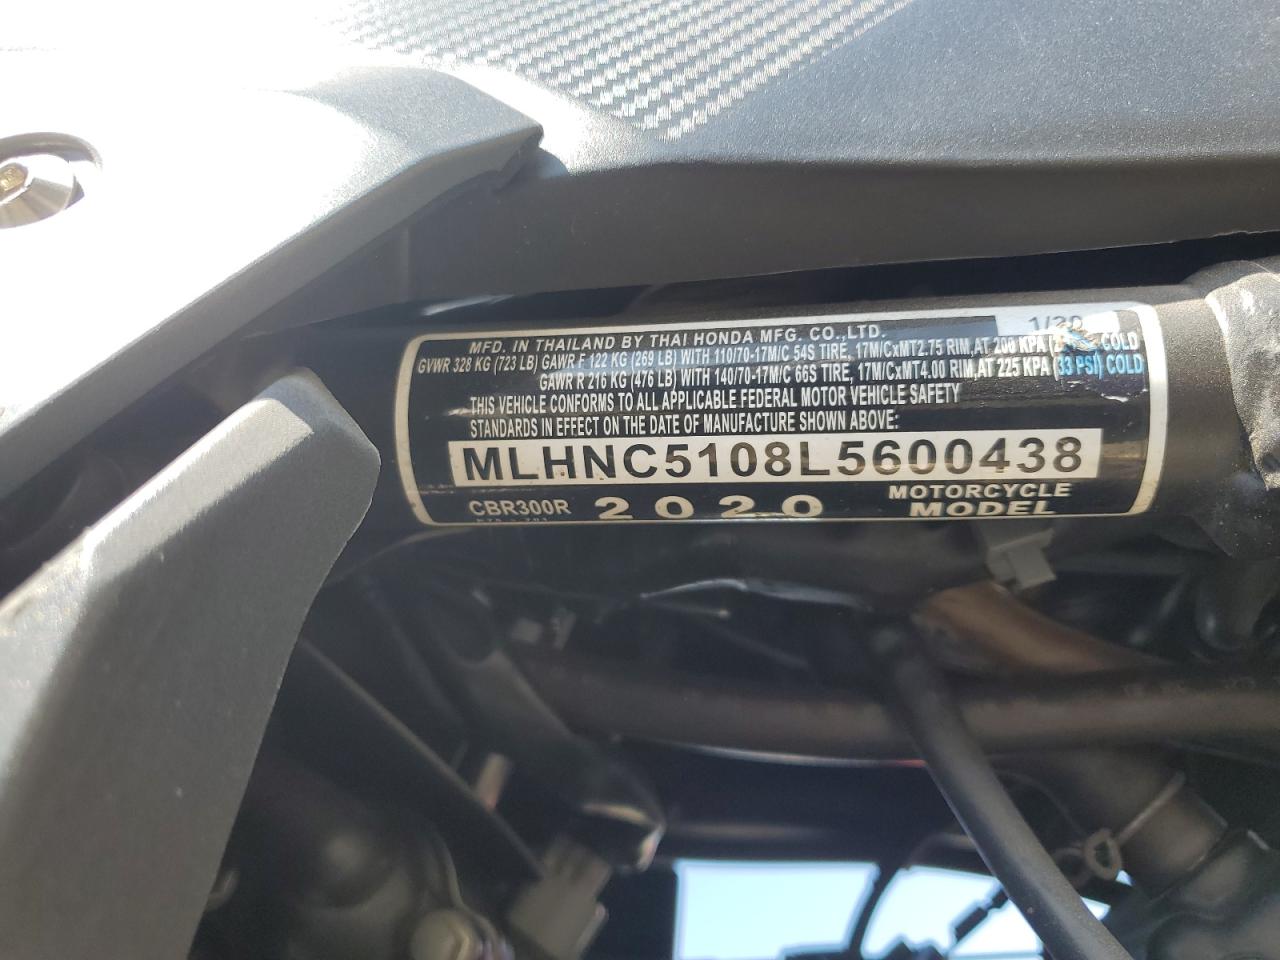 MFD. IN THAILAND BY THAI HONDA MFG. CO.,LTD. 1/20
GVWR 328 KG (723 LB) GAWR F 122 KG (269 LB) WITH 110/70-17M/C 54S TIRE, 17M/CxMT2.75 RIM,AT 200 KPA COLD
GAWR R 216 KG (476 LB) WITH 140/70-17M/C 66S TIRE, 17M/CxMT4.00 RIM,AT 225 KPA (33 PSI) COLD
THIS VEHICLE CONFORMS TO ALL APPLICABLE FEDERAL MOTOR VEHICLE SAFETY
STANDARDS IN EFFECT ON THE DATE OF MANUFACTURE SHOWN ABOVE:
MLHNC5108L5600438
CBR300R 2020 MOTORCYCLE
MODEL